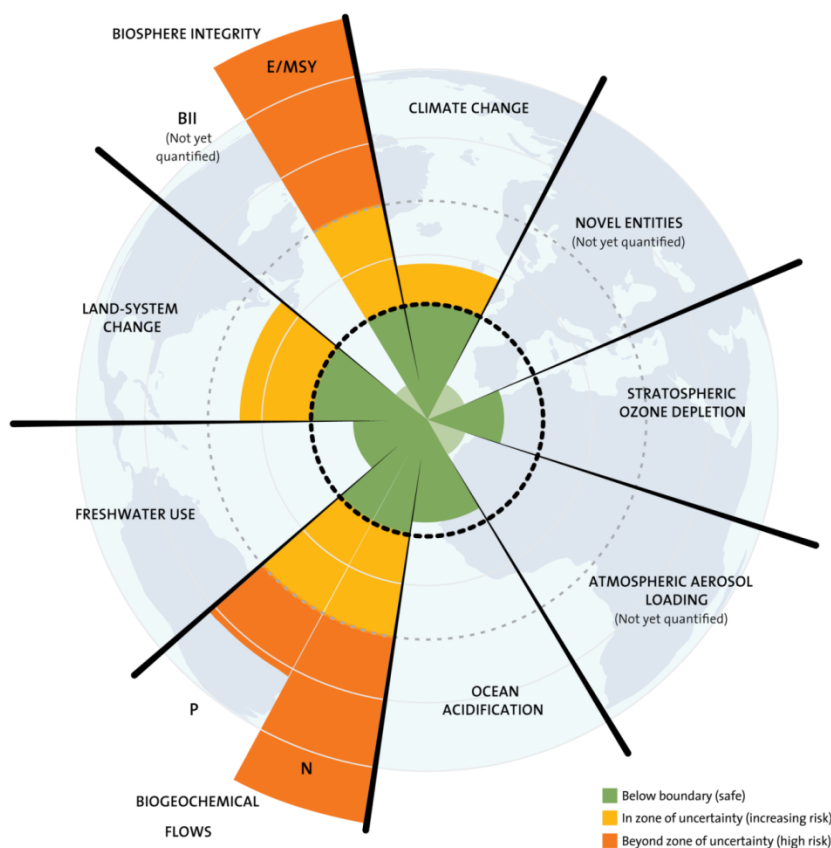 BIOSPHERE INTEGRITY
E/MSY
BII
(Not yet
quantified)
CLIMATE CHANGE
NOVEL ENTITIES
(Not yet quantified)
LAND-SYSTEM
CHANGE
STRATOSPHERIC
OZONE DEPLETION
FRESHWATER USE
ATMOSPHERIC AEROSOL
LOADING
(Not yet quantified)
P
OCEAN
ACIDIFICATION
N
BIOGEOCHEMICAL
FLOWS
Below boundary (safe)
In zone of uncertainty (increasing risk)
Beyond zone of uncertainty (high risk)